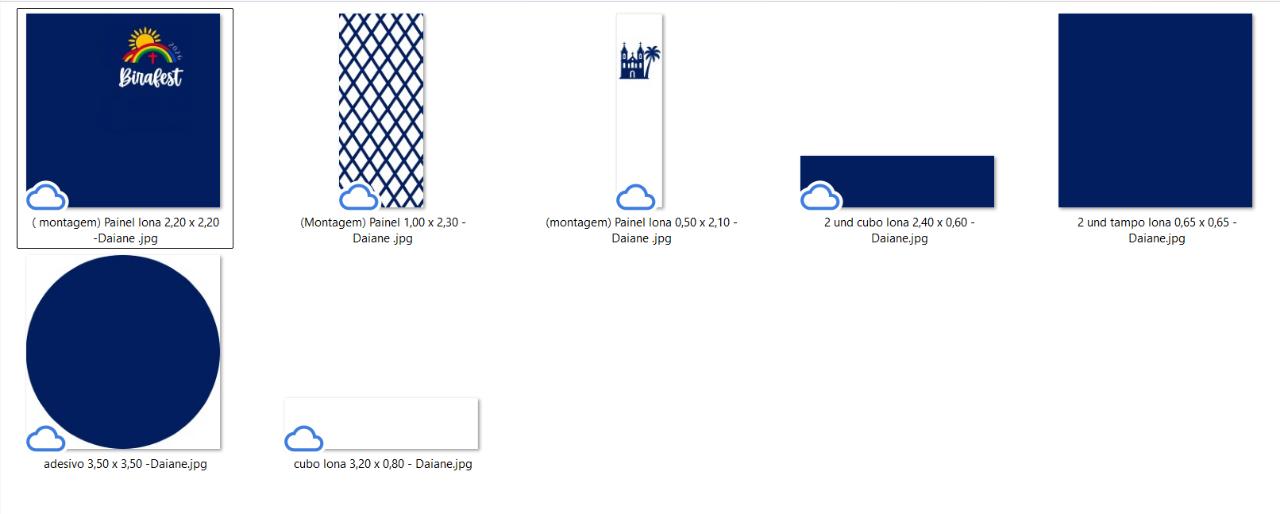 2026
Birafest
( montagem) Painel lona 2,20 x 2,20
-Daiane .jpg
(Montagem) Painel 1,00 x 2,30 -
Daiane .jpg
(montagem) Painel lona 0,50 x 2,10 -
Daiane .jpg
2 und cubo lona 2,40 x 0,60 -
Daiane.jpg
2 und tampo lona 0,65 x 0,65 -
Daiane.jpg
adesivo 3,50 x 3,50 -Daiane.jpg
cubo lona 3,20 x 0,80 - Daiane.jpg